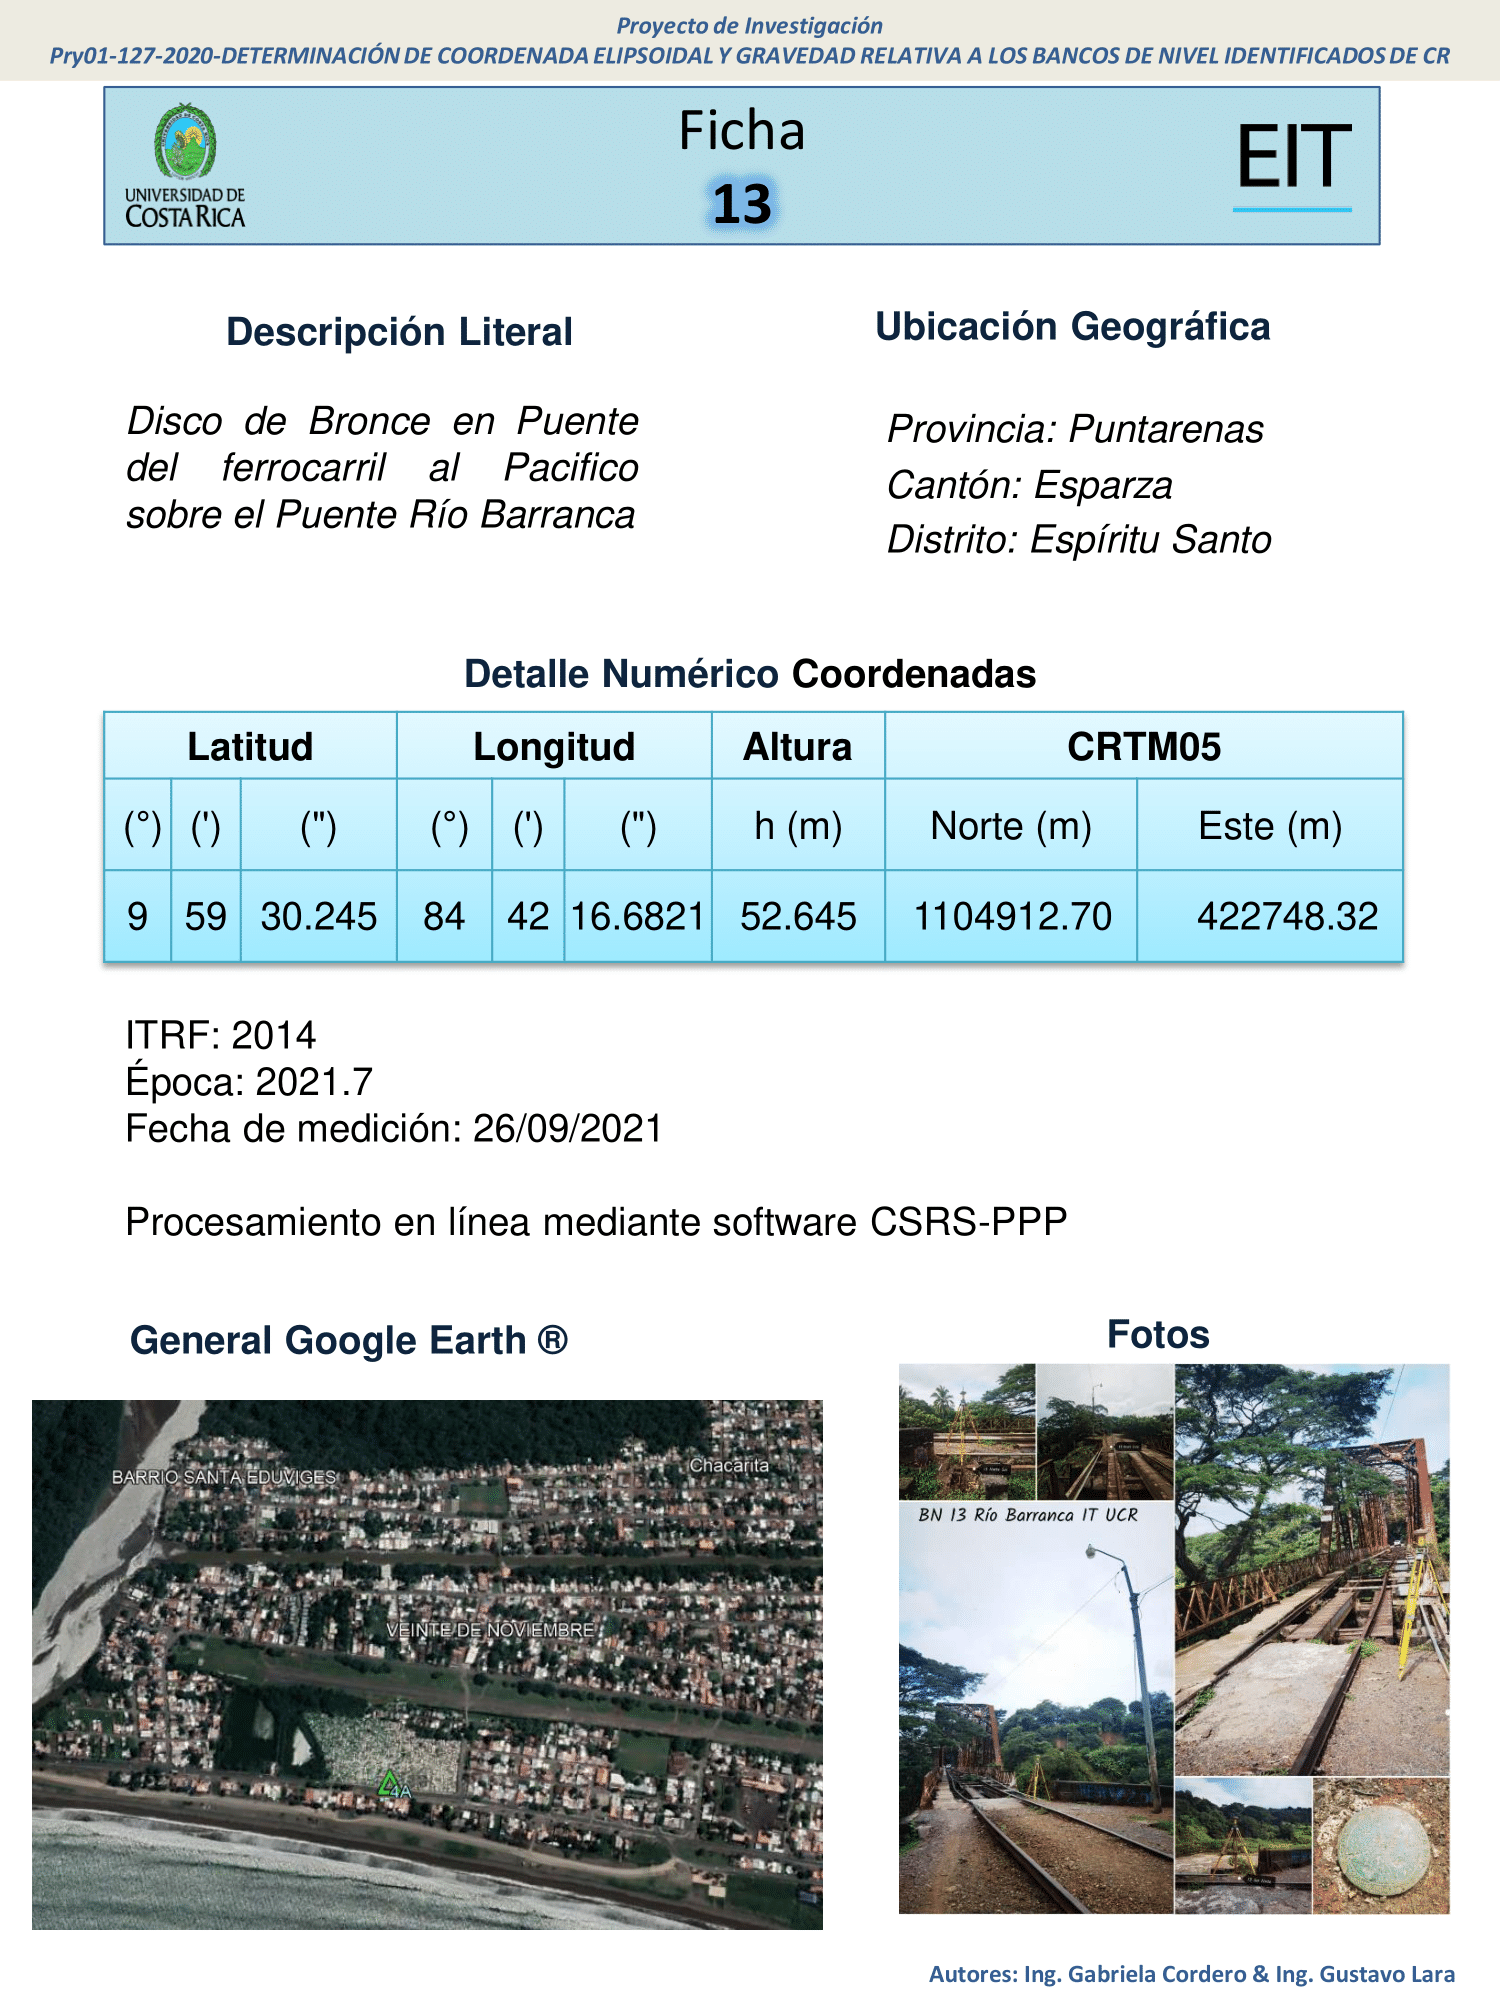 Proyecto de Investigación
Pry01-127-2020-DETERMINACIÓN DE COORDENADA ELIPSOIDAL Y GRAVEDAD RELATIVA A LOS BANCOS DE NIVEL IDENTIFICADOS DE CR
UNIVERSIDAD DE
COSTA RICA
Ficha
13
EIT
Descripción Literal
Disco de Bronce en Puente
del ferrocarril al Pacifico
sobre el Puente Río Barranca
Ubicación Geográfica
Provincia: Puntarenas
Cantón: Esparza
Distrito: Espíritu Santo
Detalle Numérico Coordenadas
Latitud Longitud Altura CRTM05
(°) (') (") (°) (') (") h (m) Norte (m) Este (m)
9 59 30.245 84 42 16.6821 52.645 1104912.70 422748.32
ITRF: 2014
Época: 2021.7
Fecha de medición: 26/09/2021
Procesamiento en línea mediante software CSRS-PPP
General Google Earth ®
BARRIO SANTA EDUVIGES
Chacarita
VEINTE DE NOVIEMBRE
4A
Fotos
BN 13 Río Barranca IT UCR
Autores: Ing. Gabriela Cordero & Ing. Gustavo Lara